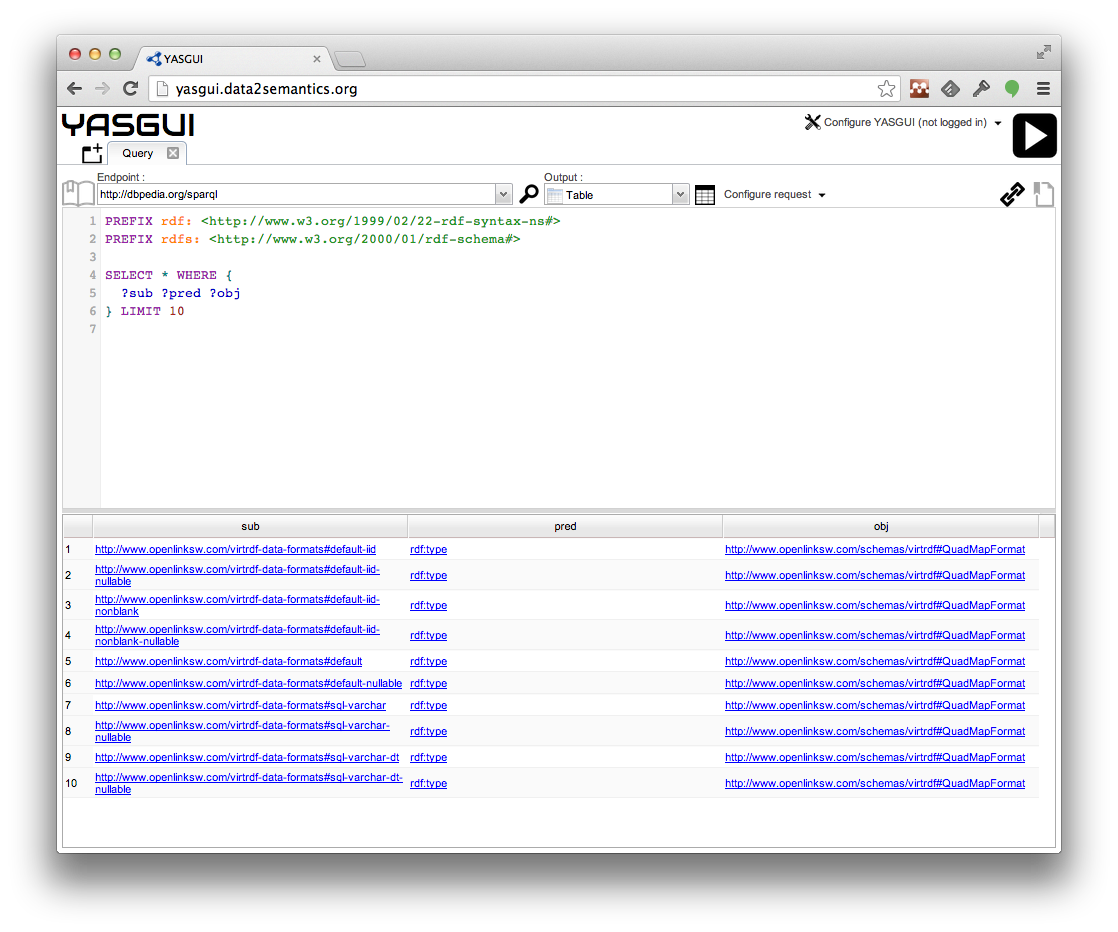 YASGUI
yasgui.data2semantics.org
YASGUI
Configure YASGUI (not logged in)
Query
Endpoint :
Output :
http://dbpedia.org/sparql
Table
Configure request
1 PREFIX rdf: <http://www.w3.org/1999/02/22-rdf-syntax-ns#>
2 PREFIX rdfs: <http://www.w3.org/2000/01/rdf-schema#>
3
4 SELECT * WHERE {
5 ?sub ?pred ?obj
6 } LIMIT 10
7
sub pred obj
1 http://www.openlinksw.com/virtrdf-data-formats#default-iid rdf:type http://www.openlinksw.com/schemas/virtrdf#QuadMapFormat
http://www.openlinksw.com/virtrdf-data-formats#default-iid-
2 nullable rdf:type http://www.openlinksw.com/schemas/virtrdf#QuadMapFormat
http://www.openlinksw.com/virtrdf-data-formats#default-iid-
3 nonblank rdf:type http://www.openlinksw.com/schemas/virtrdf#QuadMapFormat
http://www.openlinksw.com/virtrdf-data-formats#default-iid-
4 nonblank-nullable rdf:type http://www.openlinksw.com/schemas/virtrdf#QuadMapFormat
5 http://www.openlinksw.com/virtrdf-data-formats#default rdf:type http://www.openlinksw.com/schemas/virtrdf#QuadMapFormat
6 http://www.openlinksw.com/virtrdf-data-formats#default-nullable rdf:type http://www.openlinksw.com/schemas/virtrdf#QuadMapFormat
7 http://www.openlinksw.com/virtrdf-data-formats#sql-varchar rdf:type http://www.openlinksw.com/schemas/virtrdf#QuadMapFormat
http://www.openlinksw.com/virtrdf-data-formats#sql-varchar-
8 nullable rdf:type http://www.openlinksw.com/schemas/virtrdf#QuadMapFormat
9 http://www.openlinksw.com/virtrdf-data-formats#sql-varchar-dt rdf:type http://www.openlinksw.com/schemas/virtrdf#QuadMapFormat
http://www.openlinksw.com/virtrdf-data-formats#sql-varchar-dt-
10 nullable rdf:type http://www.openlinksw.com/schemas/virtrdf#QuadMapFormat